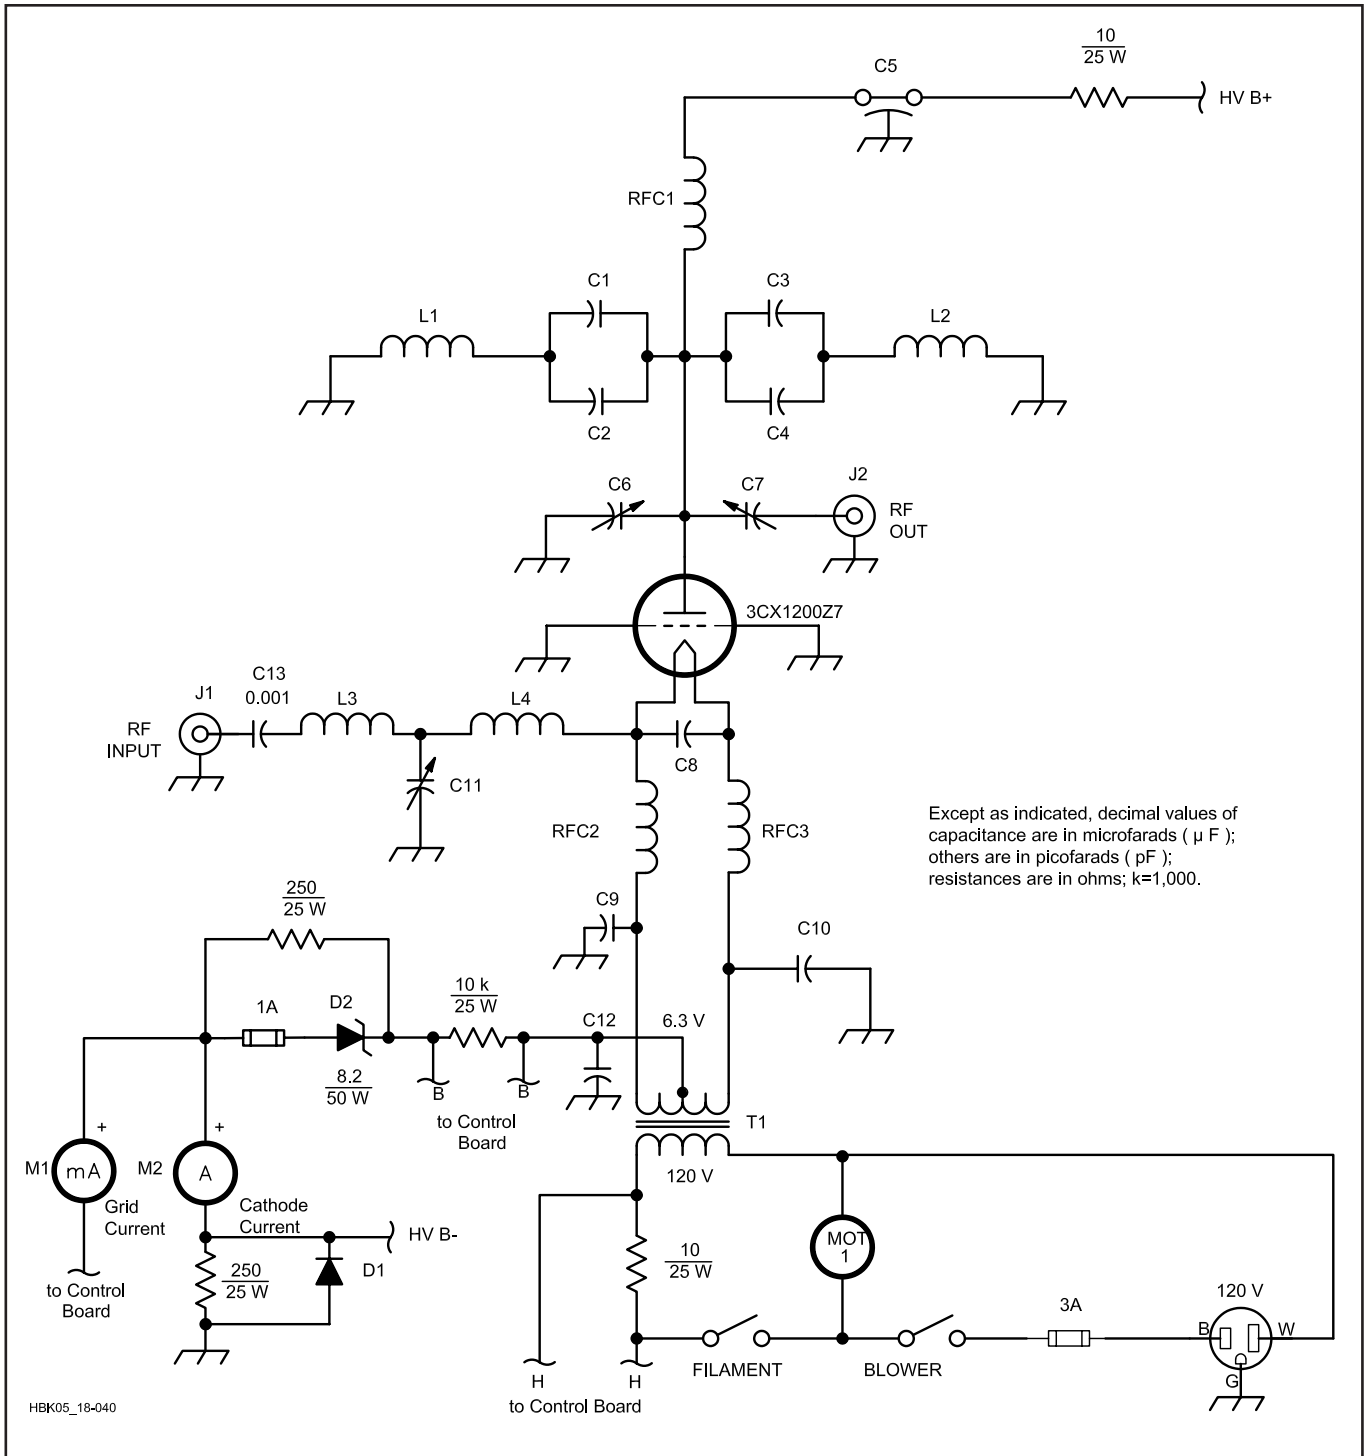 10
25 W
C5
HV B+
RFC1
C1
C3
L1
L2
C2
C4
C6
C7
J2
RF
OUT
3CX1200Z7
C13
0.001
J1
L3
L4
RF
INPUT
C8
C11
RFC2
RFC3
Except as indicated, decimal values of
capacitance are in microfarads ( µ F );
others are in picofarads ( pF );
resistances are in ohms; k=1,000.
250
25 W
C9
C10
1A
D2
10 k
25 W
C12
6.3 V
8.2
50 W
B
B
to Control
Board
T1
+
+
M1
mA
M2
A
120 V
Grid
Current
Cathode
Current
HV B-
MOT
1
10
25 W
250
25 W
D1
to Control
Board
120 V
3A
B
W
FILAMENT
BLOWER
H
H
G
to Control Board
HBK05_18-040